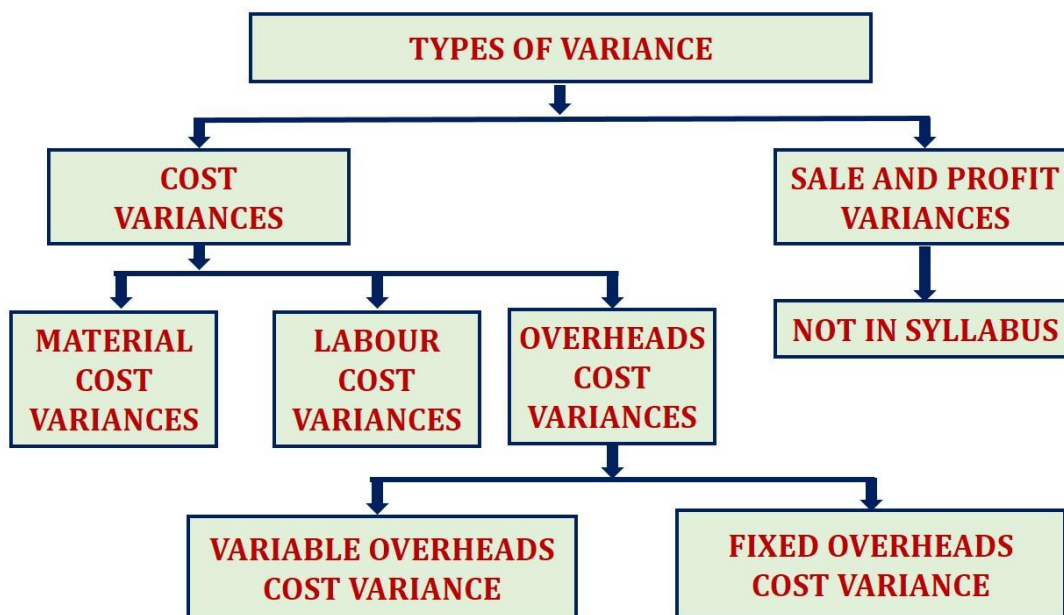 TYPES OF VARIANCE
COST
VARIANCES
SALE AND PROFIT
VARIANCES
MATERIAL
COST
VARIANCES
LABOUR
COST
VARIANCES
OVERHEADS
COST
VARIANCES
NOT IN SYLLABUS
VARIABLE OVERHEADS
COST VARIANCE
FIXED OVERHEADS
COST VARIANCE